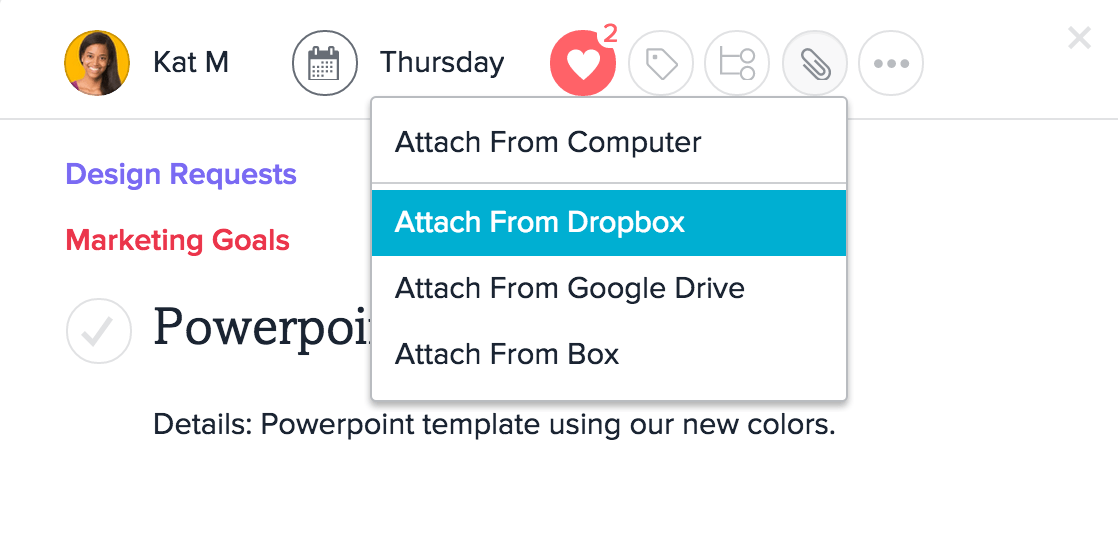 Kat M
Thursday
2
Attach From Computer
Design Requests
Attach From Dropbox
Marketing Goals
Attach From Google Drive
Attach From Box
Details: Powerpoint template using our new colors.